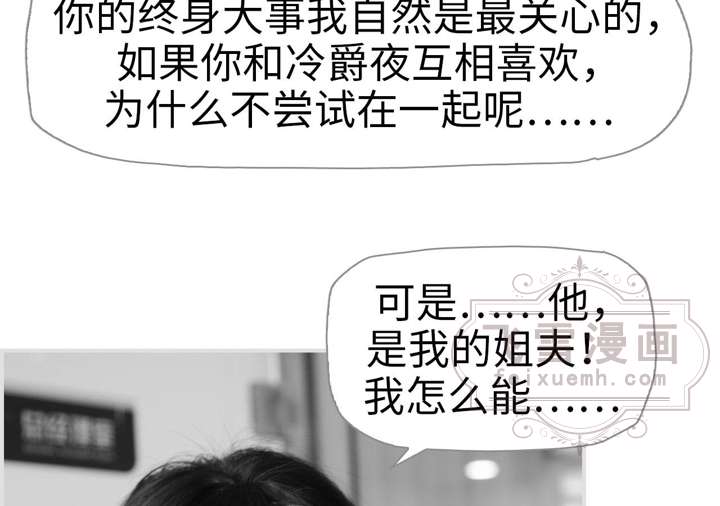 你的终身大事我自然是最关心的，
如果你和冷爵夜互相喜欢，
为什么不尝试在一起呢……
可是……他，
是我的姐夫！
我怎么能……
飞雪漫画
feixuemh.com